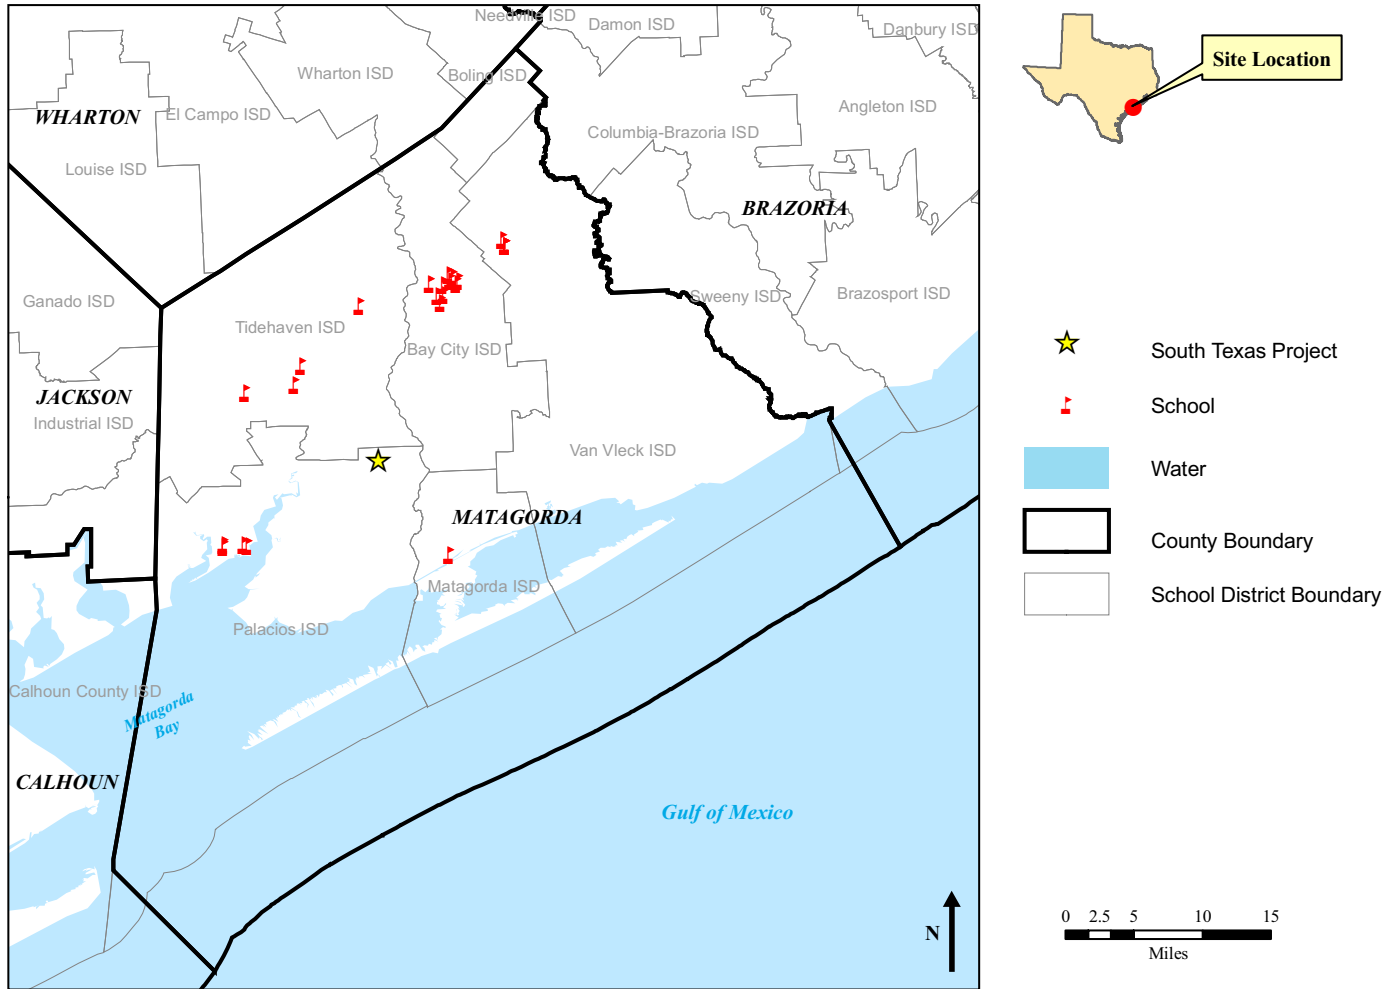 Needville ISD
Damon ISD
Danbury ISD
Wharton ISD
Boling ISD
WHARTON
El Campo ISD
Angleton ISD
Columbia-Brazoria ISD
Louise ISD
BRAZORIA
Ganado ISD
Sweeny ISD
Brazosport ISD
Tidehaven ISD
Bay City ISD
JACKSON
Industrial ISD
Van Vleck ISD
MATAGORDA
Matagorda ISD
Palacios ISD
Calhoun County ISD
Matagorda
Bay
CALHOUN
Gulf of Mexico
N
Site Location
South Texas Project
School
Water
County Boundary
School District Boundary
0 2.5 5 10 15
Miles